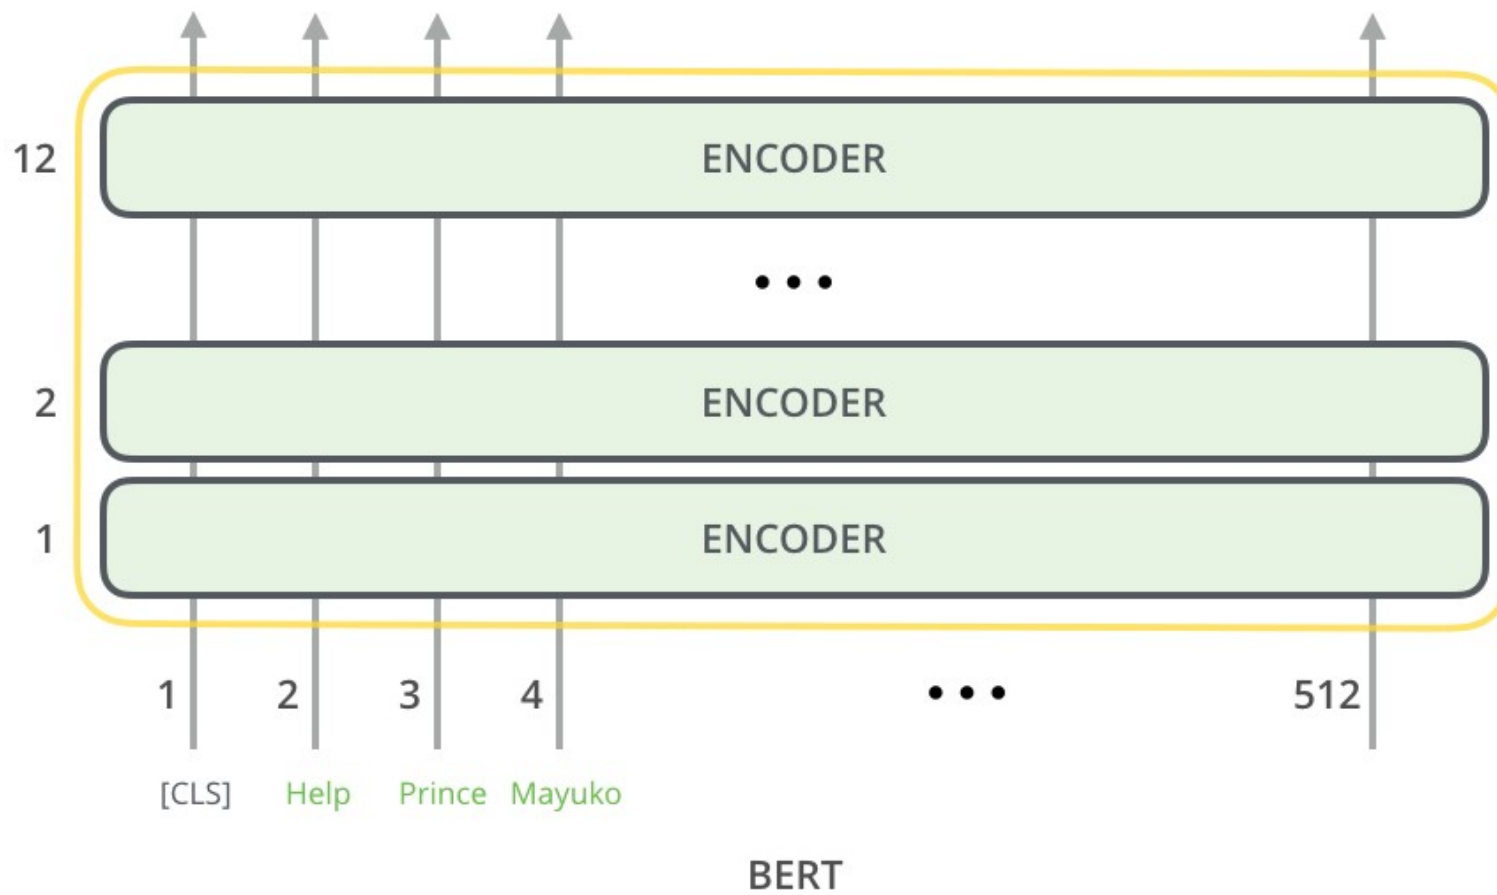 12 ENCODER
...
2 ENCODER
1 ENCODER
1 2 3 4 ... 512
[CLS] Help Prince Mayuko
BERT